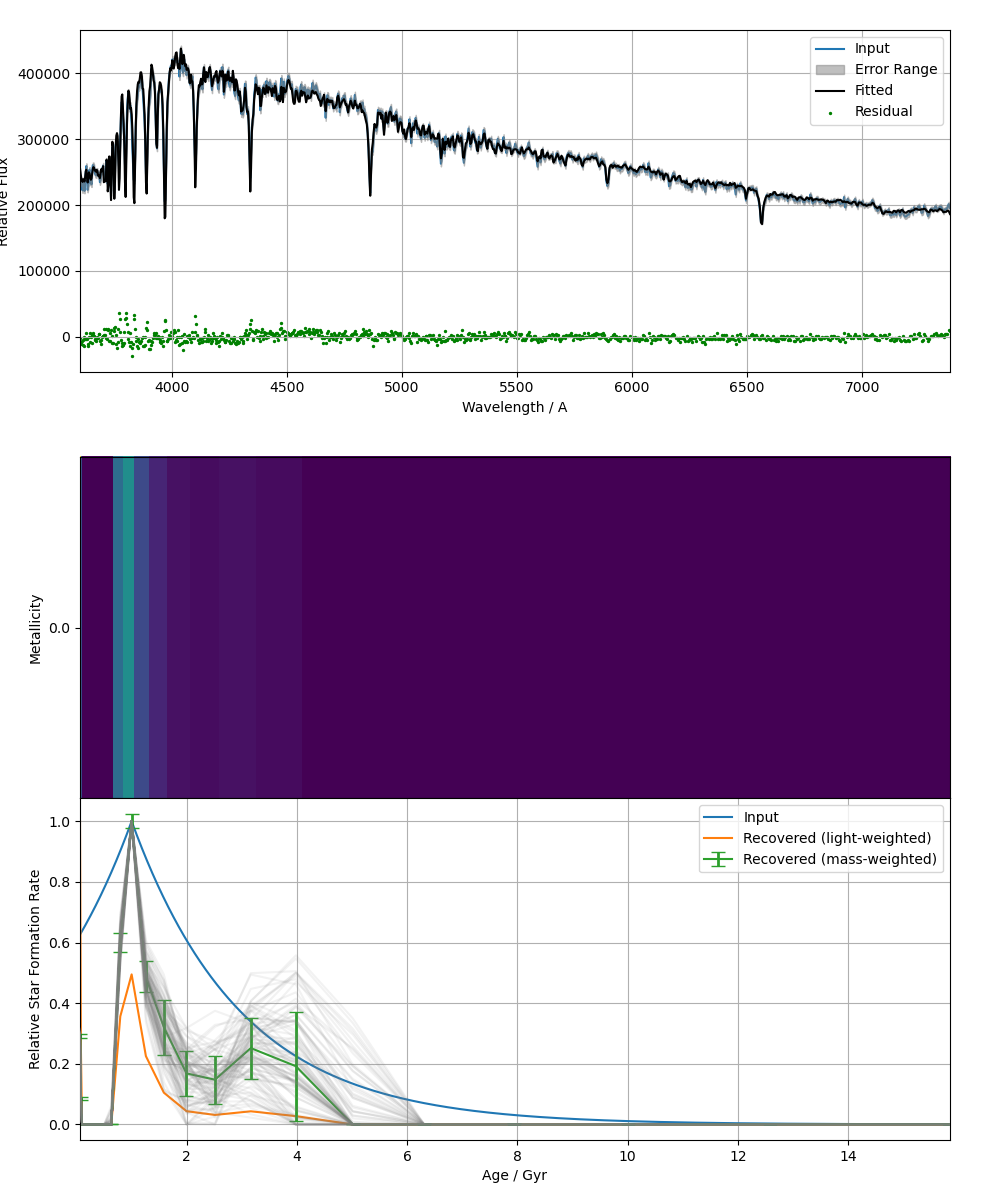 400000
300000
200000
100000
0
Relative Flux
Input
Error Range
Fitted
Residual
4000
4500
5000
5500
6000
6500
7000
Wavelength / A
0.0
Metallicity
1.0
0.8
0.6
0.4
0.2
0.0
Relative Star Formation Rate
Input
Recovered (light-weighted)
Recovered (mass-weighted)
2
4
6
8
10
12
14
Age / Gyr